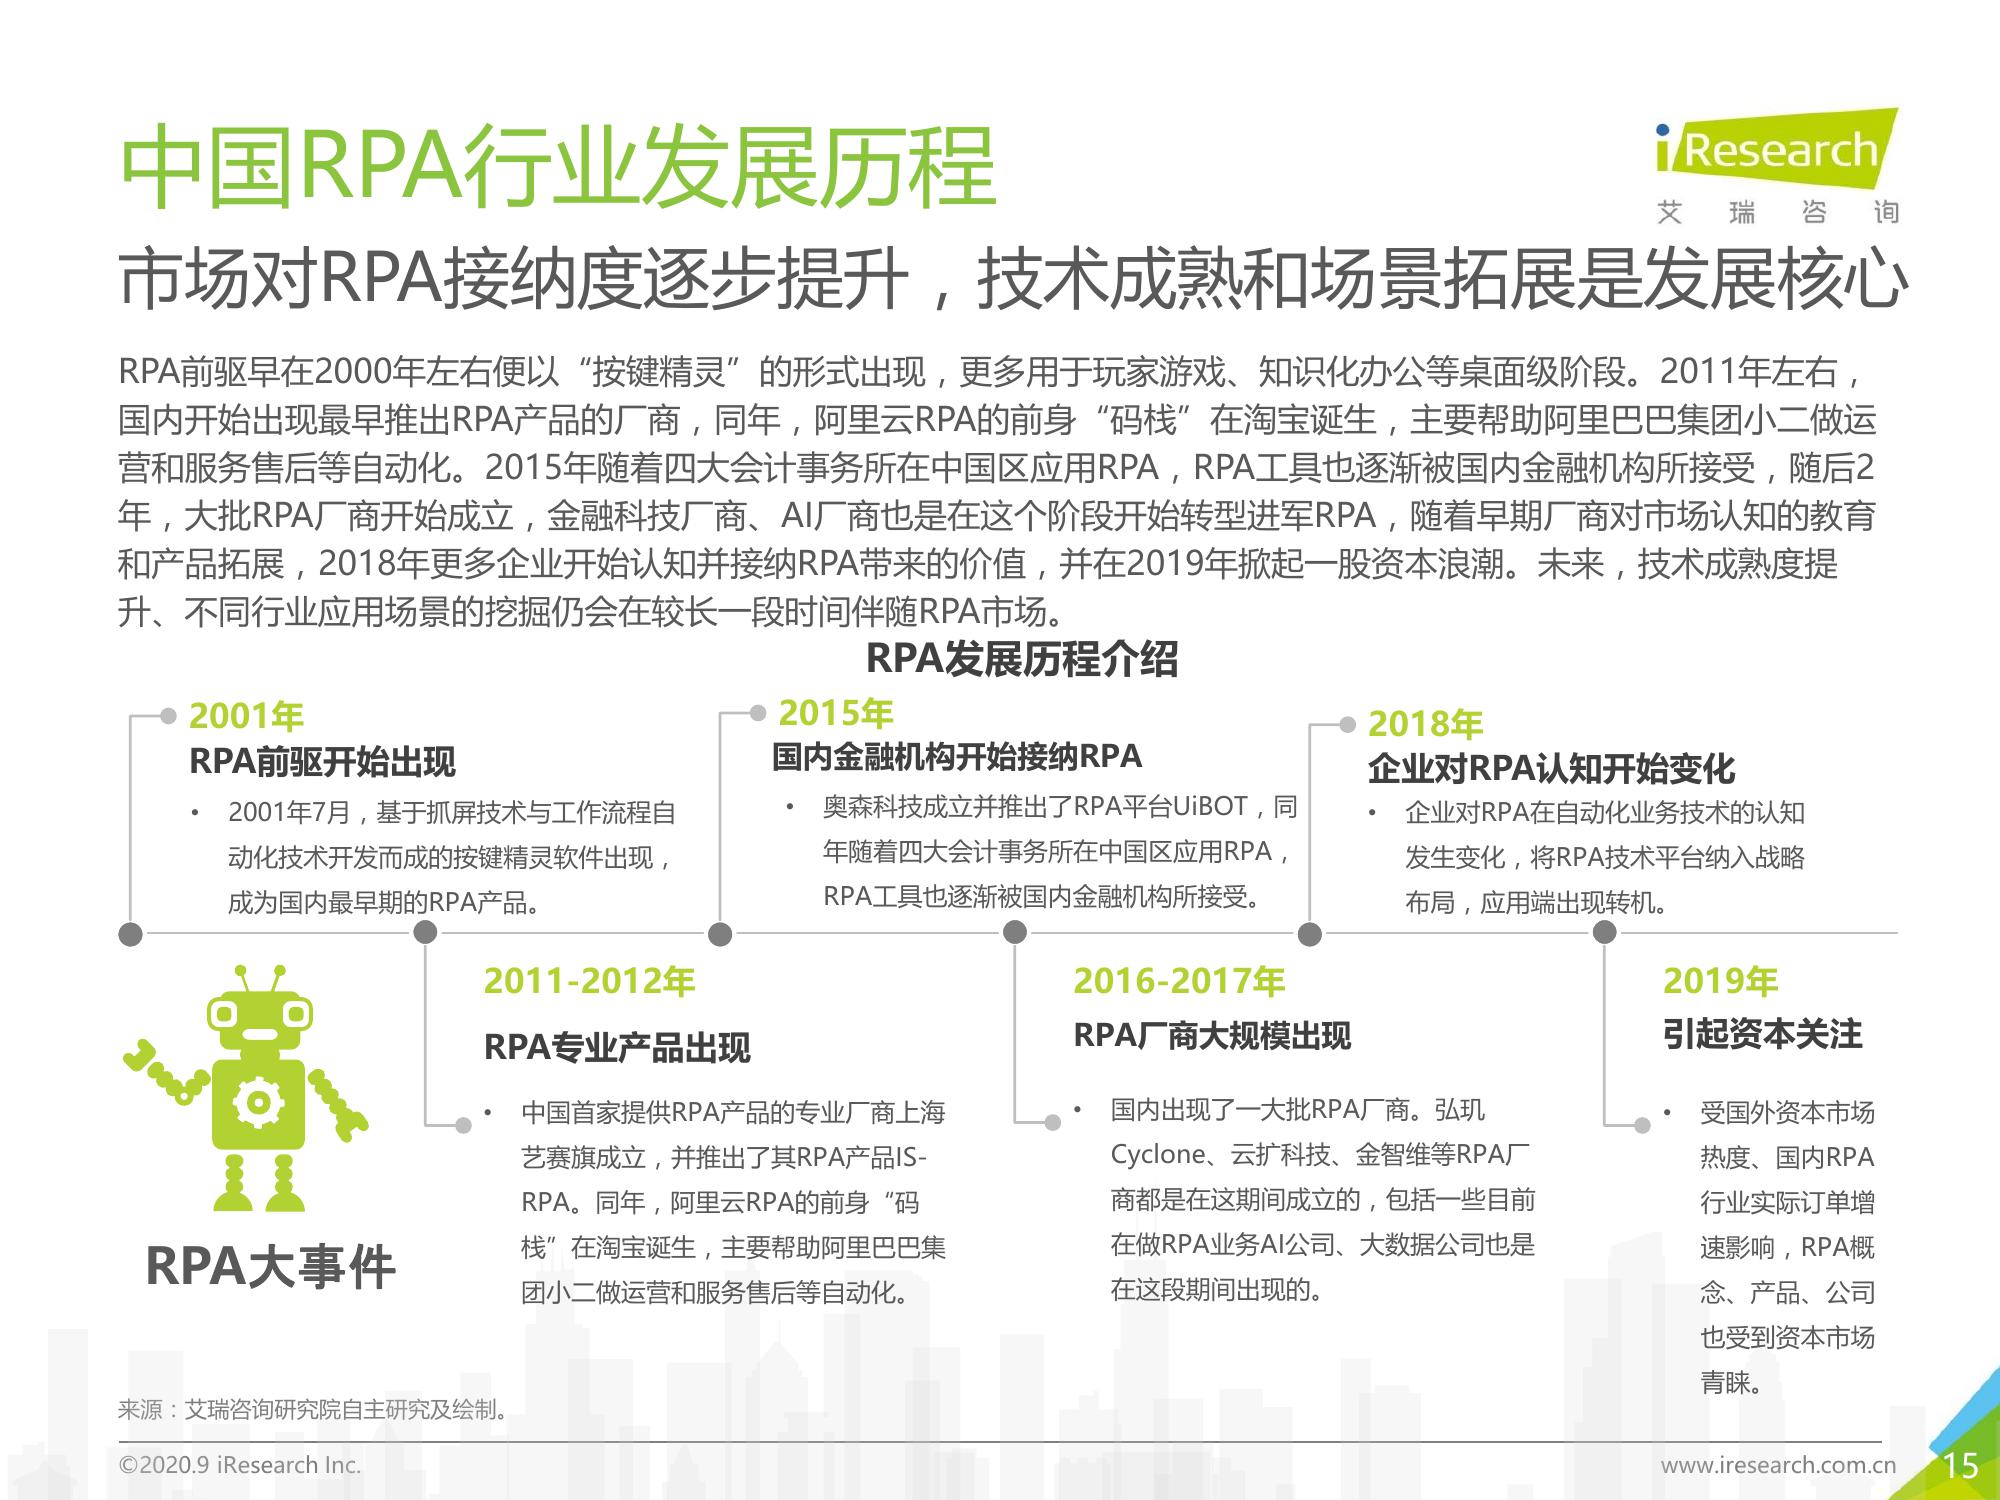 中国RPA行业发展历程
iResearch
艾瑞咨询
市场对RPA接纳度逐步提升，技术成熟和场景拓展是发展核心
RPA前驱早在2000年左右便以“按键精灵”的形式出现，更多用于玩家游戏、知识化办公等桌面级阶段。2011年左右，
国内开始出现最早推出RPA产品的厂商，同年，阿里云RPA的前身“码栈”在淘宝诞生，主要帮助阿里巴巴集团小二做运
营和服务售后等自动化。2015年随着四大会计事务所在中国区应用RPA，RPA工具也逐渐被国内金融机构所接受，随后2
年，大批RPA厂商开始成立，金融科技厂商、AI厂商也是在这个阶段开始转型进军RPA，随着早期厂商对市场认知的教育
和产品拓展，2018年更多企业开始认知并接纳RPA带来的价值，并在2019年掀起一股资本浪潮。未来，技术成熟度提
升、不同行业应用场景的挖掘仍会在较长一段时间伴随RPA市场。
RPA发展历程介绍
2001年
RPA前驱开始出现
• 2001年7月，基于抓屏技术与工作流程自
动化技术开发而成的按键精灵软件出现，
成为国内最早期的RPA产品。
2015年
国内金融机构开始接纳RPA
• 奥森科技成立并推出了RPA平台UiBOT，同
年随着四大会计事务所在中国区应用RPA，
RPA工具也逐渐被国内金融机构所接受。
2018年
企业对RPA认知开始变化
• 企业对RPA在自动化业务技术的认知
发生变化，将RPA技术平台纳入战略
布局，应用端出现转机。
RPA大事件
2011-2012年
RPA专业产品出现
• 中国首家提供RPA产品的专业厂商上海
艺赛旗成立，并推出了其RPA产品IS-
RPA。同年，阿里云RPA的前身“码
栈”在淘宝诞生，主要帮助阿里巴巴集
团小二做运营和服务售后等自动化。
2016-2017年
RPA厂商大规模出现
• 国内出现了一大批RPA厂商。弘玑
Cyclone、云扩科技、金智维等RPA厂
商都是在这期间成立的，包括一些目前
在做RPA业务AI公司、大数据公司也是
在这段期间出现的。
2019年
引起资本关注
• 受国外资本市场
热度、国内RPA
行业实际订单增
速影响，RPA概
念、产品、公司
也受到资本市场
青睐。
来源：艾瑞咨询研究院自主研究及绘制。
©2020.9 iResearch Inc.
www.iresearch.com.cn
15